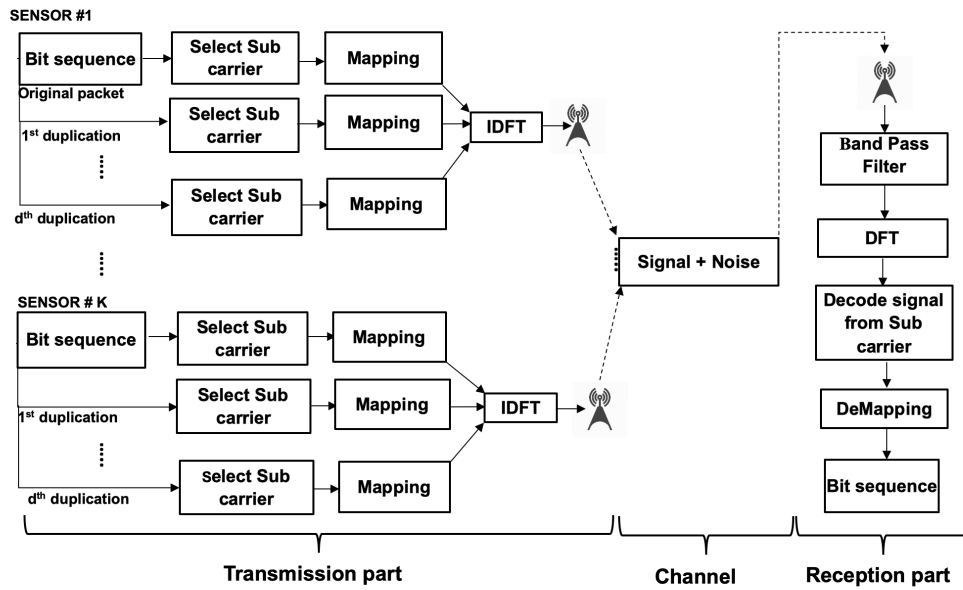 SENSOR #1
Bit sequence
Select Sub
carrier
Mapping
Original packet
1st duplication
Select Sub
carrier
Mapping
IDFT
dth duplication
Select Sub
carrier
Mapping
SENSOR # K
Bit sequence
Select Sub
carrier
Mapping
1st duplication
Select Sub
carrier
Mapping
IDFT
dth duplication
Select Sub
carrier
Mapping
Signal + Noise
Band Pass
Filter
DFT
Decode signal
from Sub
carrier
DeMapping
Bit sequence
Transmission part
Channel
Reception part